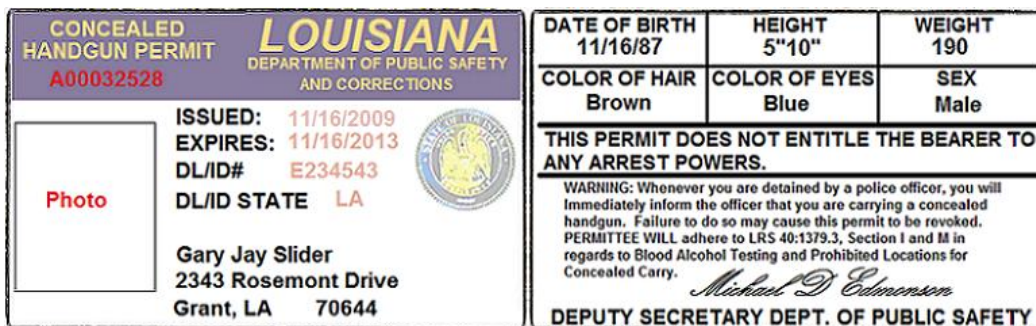 CONCEALED
HANDGUN PERMIT
A00032528
LOUISIANA
DEPARTMENT OF PUBLIC SAFETY
AND CORRECTIONS
Photo
ISSUED: 11/16/2009
EXPIRES: 11/16/2013
DL/ID# E234543
DL/ID STATE LA
Gary Jay Slider
2343 Rosemont Drive
Grant, LA 70644
DATE OF BIRTH HEIGHT WEIGHT
11/16/87 5"10" 190
COLOR OF HAIR COLOR OF EYES SEX
Brown Blue Male
THIS PERMIT DOES NOT ENTITLE THE BEARER TO
ANY ARREST POWERS.
WARNING: Whenever you are detained by a police officer, you will
Immediately inform the officer that you are carrying a concealed
handgun. Failure to do so may cause this permit to be revoked.
PERMITTEE WILL adhere to LRS 40:1379.3, Section I and M in
regards to Blood Alcohol Testing and Prohibited Locations for
Concealed Carry.
Michael D Edmonson
DEPUTY SECRETARY DEPT. OF PUBLIC SAFETY